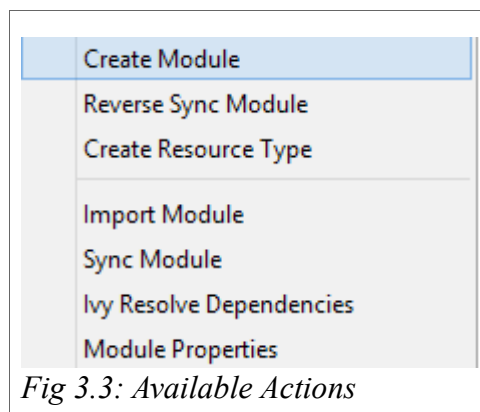 Create Module
Reverse Sync Module
Create Resource Type
Import Module
Sync Module
Ivy Resolve Dependencies
Module Properties
Fig 3.3: Available Actions